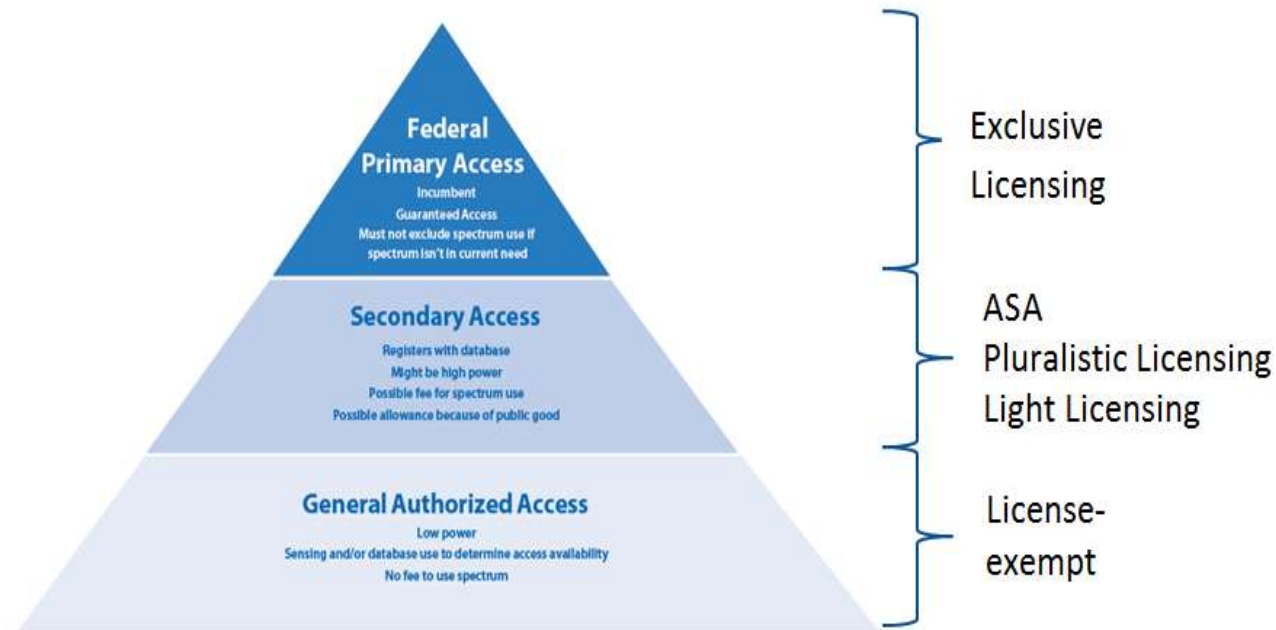 Federal
Primary Access
Incumbent
Guaranteed Access
Must not exclude spectrum use if
spectrum isn't in current need
Secondary Access
Registers with database
Might be high power
Possible fee for spectrum use
Possible allowance because of public good
General Authorized Access
Low power
Sensing and/or database use to determine access availability
No fee to use spectrum
Exclusive
Licensing
ASA
Pluralistic Licensing
Light Licensing
License-
exempt